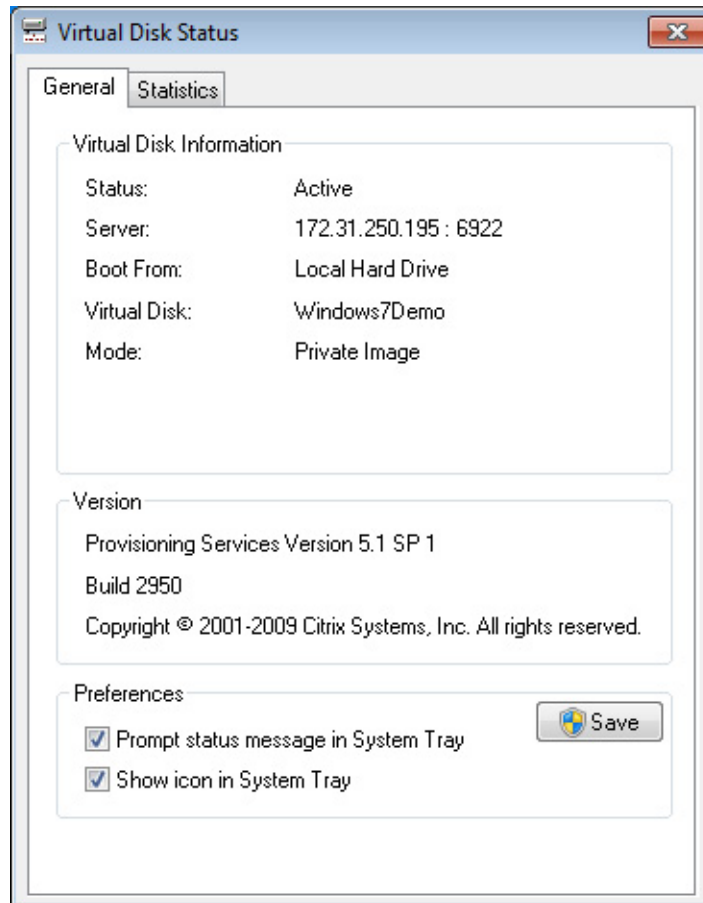 Virtual Disk Status
General
Statistics
Virtual Disk Information
Status: Active
Server: 172.31.250.195 : 6922
Boot From: Local Hard Drive
Virtual Disk: Windows7Demo
Mode: Private Image
Version
Provisioning Services Version 5.1 SP 1
Build 2950
Copyright © 2001-2009 Citrix Systems, Inc. All rights reserved.
Preferences
Save
Prompt status message in System Tray
Show icon in System Tray